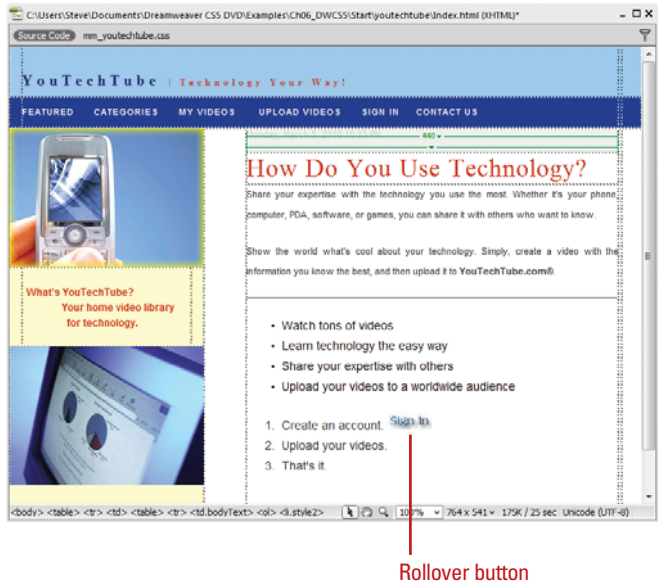 C:\Users\Steve\Documents\Dreamweaver CSS DVD\Examples\Ch06_DWCSS\Start\youtechtube\Index.html (XHTML)*
Source Code mm_youtechtube.css
YouTechTube | Technology Your Way!
FEATURED CATEGORIES MY VIDEOS UPLOAD VIDEOS SIGN IN CONTACT US
440
How Do You Use Technology?
Share your expertise with the technology you use the most. Whether it's your phone,
computer, PDA, software, or games, you can share it with others who want to know.
Show the world what's cool about your technology. Simply, create a video with the
information you know the best, and then upload it to YouTechTube.com®.
What's YouTechTube?
Your home video library
for technology.
• Watch tons of videos
• Learn technology the easy way
• Share your expertise with others
• Upload your videos to a worldwide audience
1. Create an account. Sign In
2. Upload your videos.
3. That's it.
<body> <table> <tr> <td> <table> <tr> <td.bodyText> <ol> <li.style2> 100% 764 x 541 175K / 25 sec Unicode (UTF-8)
Rollover button